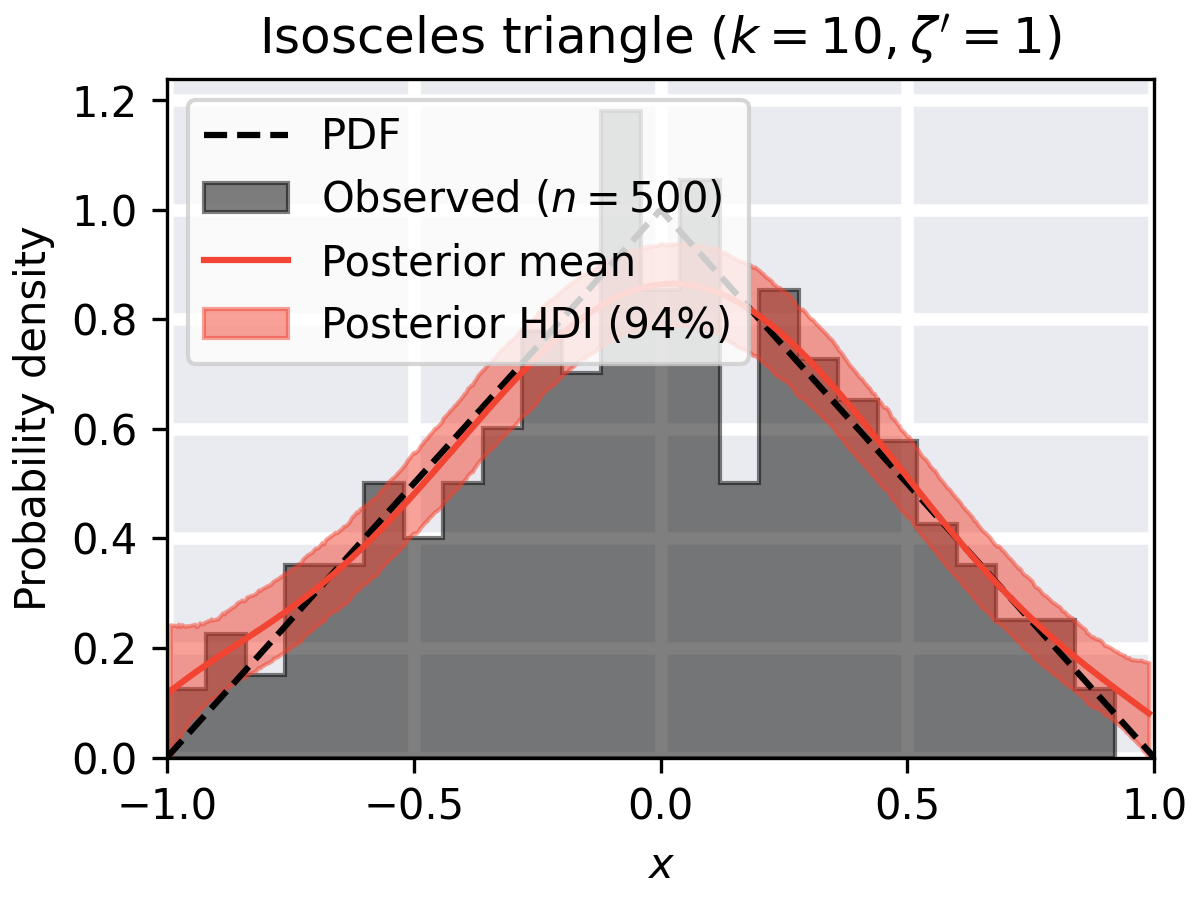 Isosceles triangle (k = 10, ζ′ = 1)
PDF
Observed (n = 500)
Posterior mean
Posterior HDI (94%)
Probability density
1.2
1.0
0.8
0.6
0.4
0.2
0.0
−1.0 −0.5 0.0 0.5 1.0
x